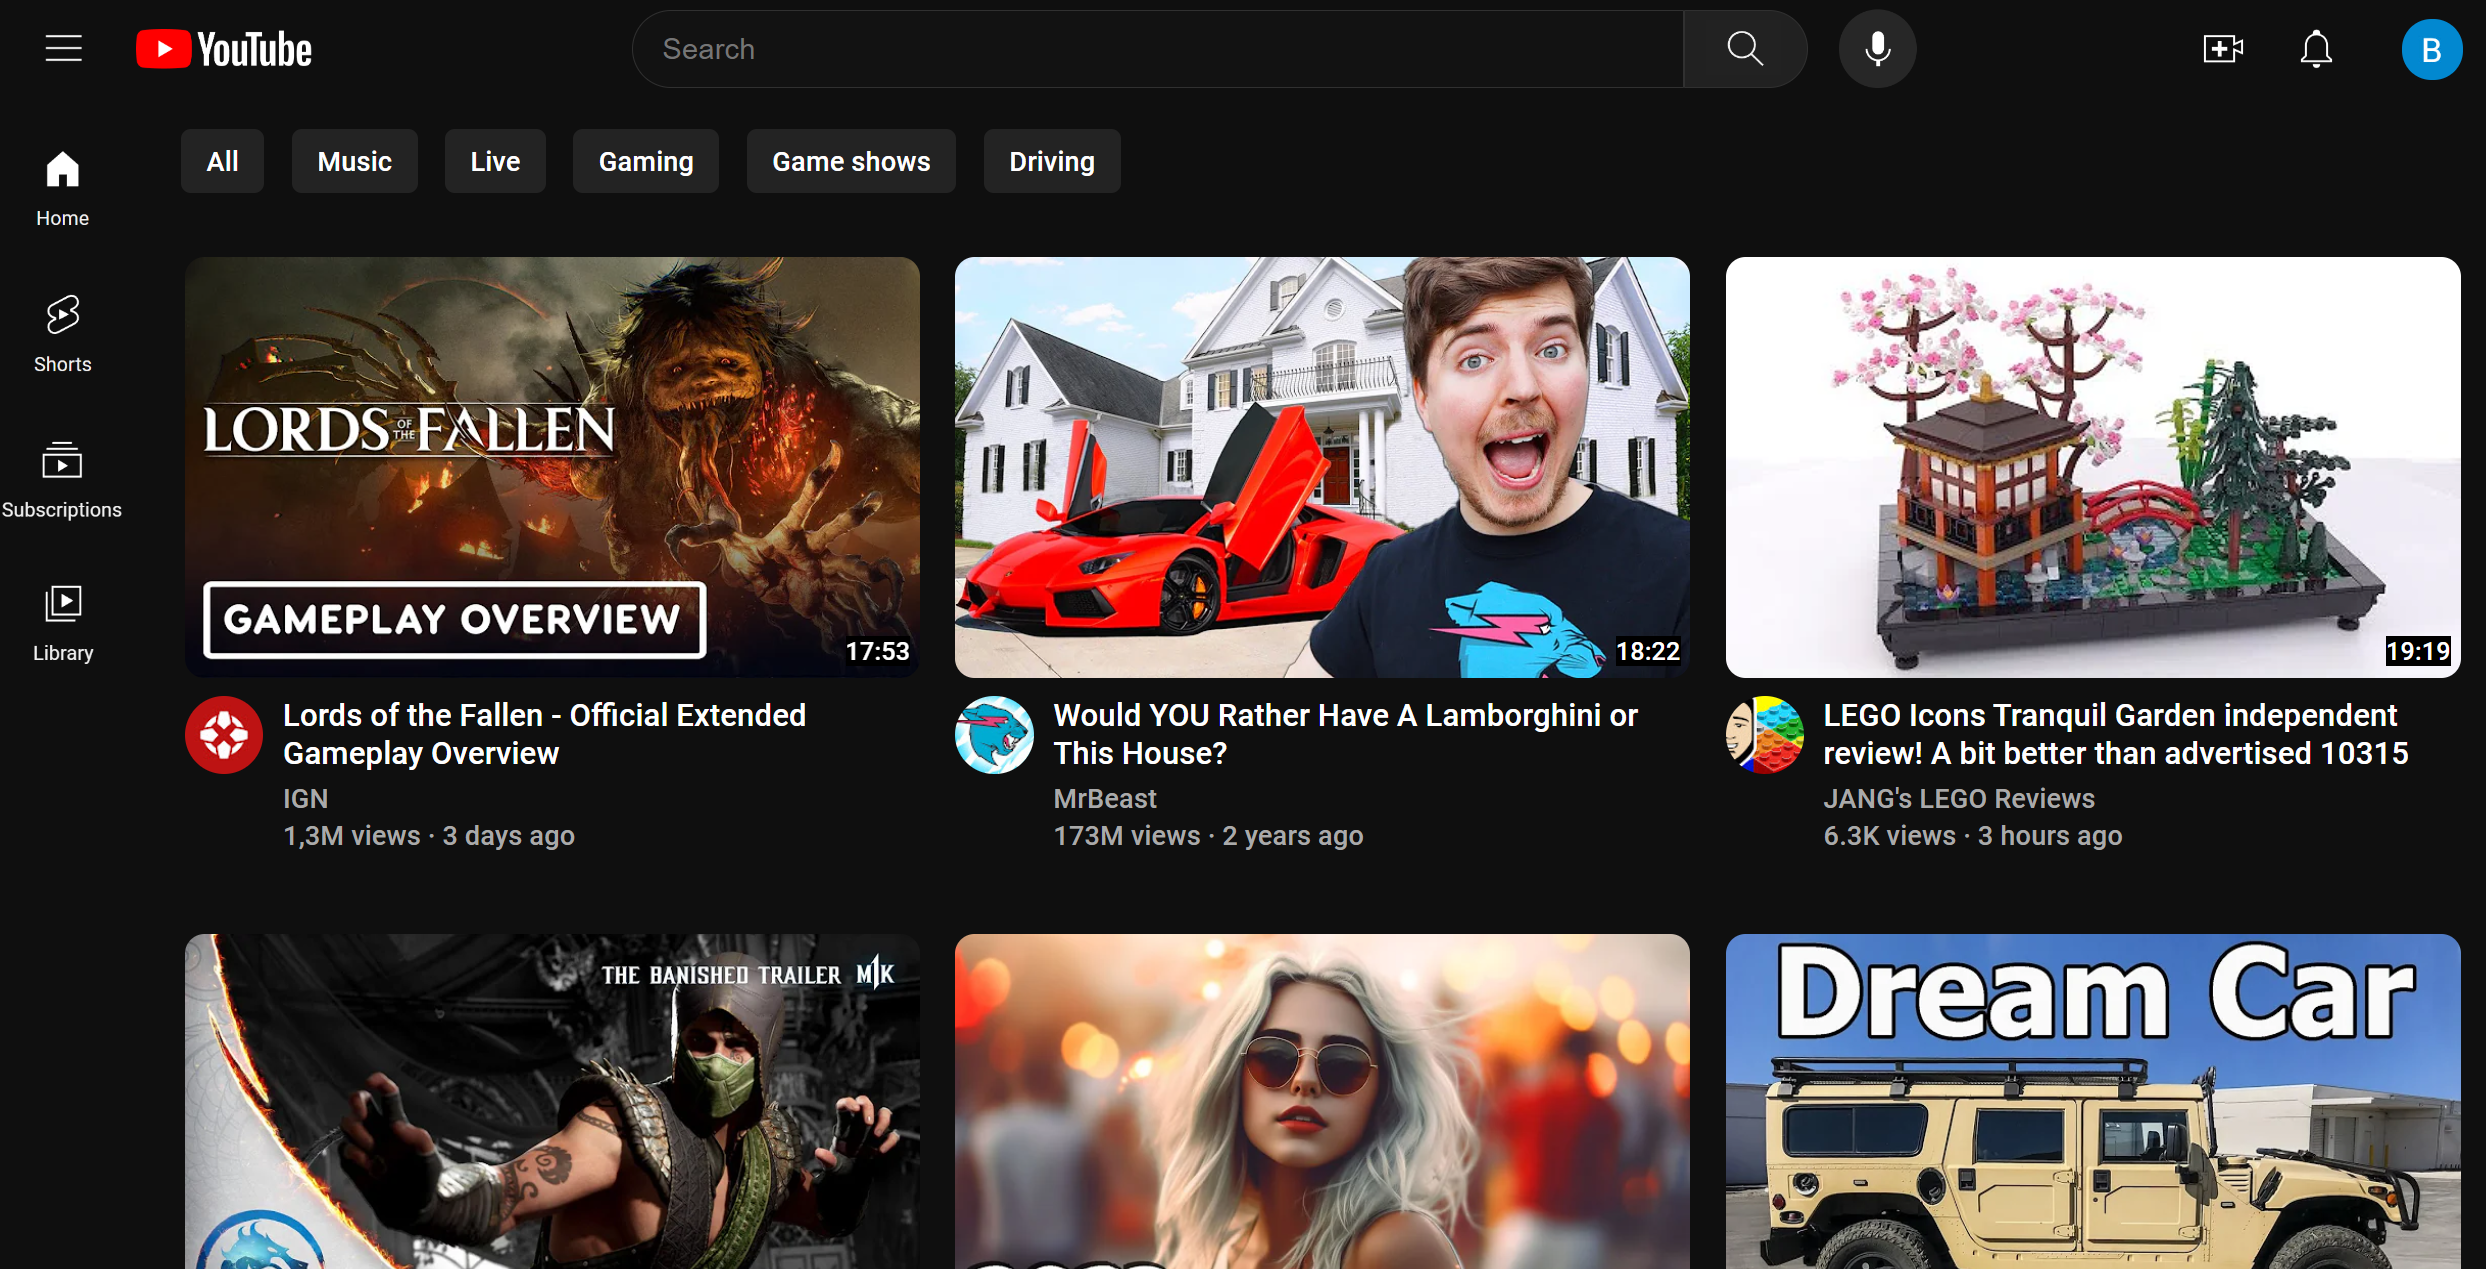 YouTube
Search
B
All
Music
Live
Gaming
Game shows
Driving
Home
Shorts
Subscriptions
Library
LORDS OF THE FALLEN
GAMEPLAY OVERVIEW
17:53
18:22
19:19
Lords of the Fallen - Official Extended
Gameplay Overview
IGN
1,3M views · 3 days ago
Would YOU Rather Have A Lamborghini or
This House?
MrBeast
173M views · 2 years ago
LEGO Icons Tranquil Garden independent
review! A bit better than advertised 10315
JANG's LEGO Reviews
6.3K views · 3 hours ago
THE BANISHED TRAILER MK
Dream Car